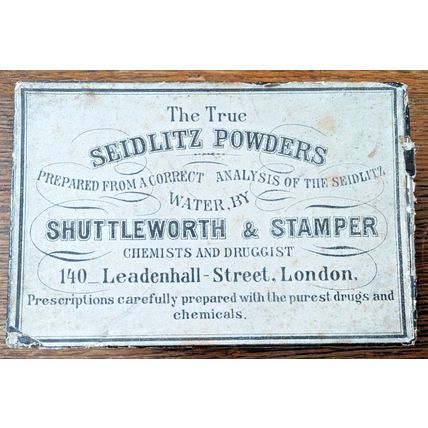 The True
SEIDLITZ POWDERS
PREPARED FROM A CORRECT ANALYSIS OF THE SEIDLITZ
WATER, BY
SHUTTLEWORTH & STAMPER
CHEMISTS AND DRUGGIST
140_Leadenhall-Street, London,
Prescriptions carefully prepared with the purest drugs and
chemicals.